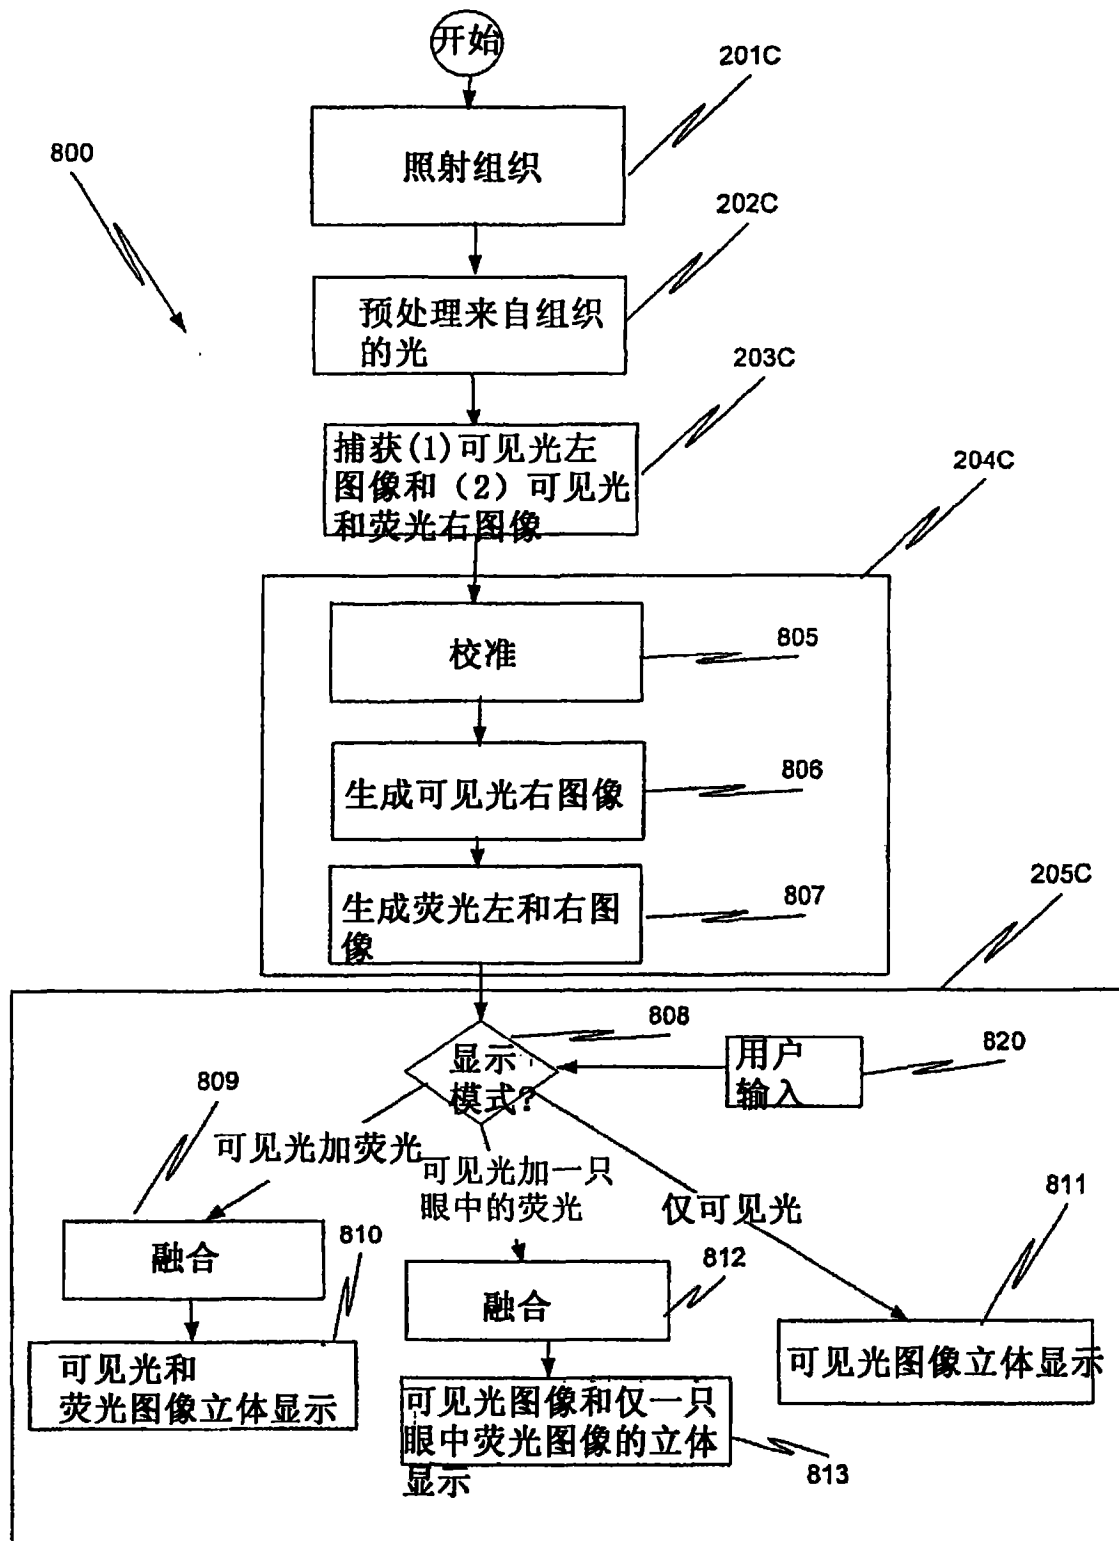 开始
201C
800
照射组织
202C
预处理来自组织
的光
203C
捕获(1)可见光左
图像和（2）可见光
和荧光右图像
204C
校准
805
生成可见光右图像
806
生成荧光左和右图
像
807
205C
808
显示
模式?
用户
输入
820
809
可见光加荧光
可见光加一只
眼中的荧光
仅可见光
811
融合
810
812
融合
可见光和
荧光图像立体显示
可见光图像立体显示
可见光图像和仅一只
眼中荧光图像的立体
显示
813